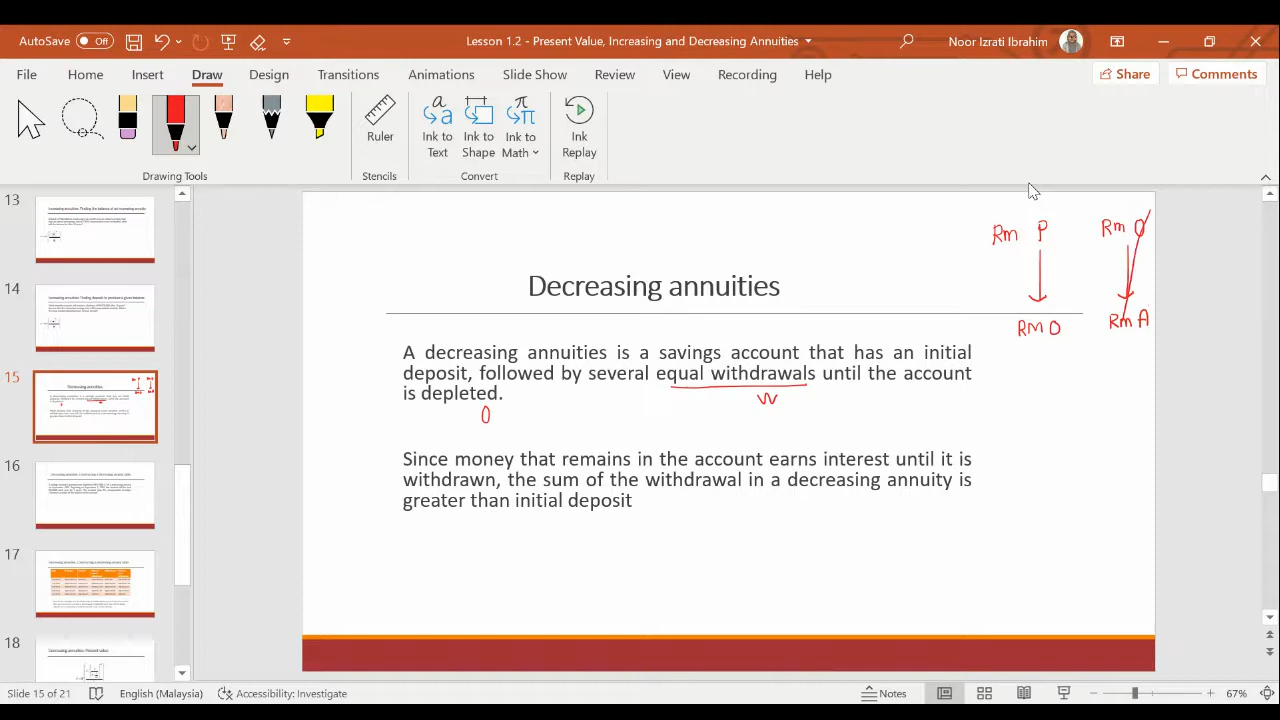 AutoSave Off Lesson 1.2 - Present Value, Increasing and Decreasing Annuities Noor Izrati Ibrahim
File Home Insert Draw Design Transitions Animations Slide Show Review View Recording Help Share Comments
Ruler
Ink to Text
Ink to Shape
Ink to Math
Ink Replay
Drawing Tools Stencils Convert Replay
13
14
15
16
17
18
Rm P Rm 0
RM 0 Rm A
Decreasing annuities
A decreasing annuities is a savings account that has an initial
deposit, followed by several equal withdrawals until the account
is depleted.
W
0
Since money that remains in the account earns interest until it is
withdrawn, the sum of the withdrawal in a decreasing annuity is
greater than initial deposit
Slide 15 of 21 English (Malaysia) Accessibility: Investigate Notes 67%